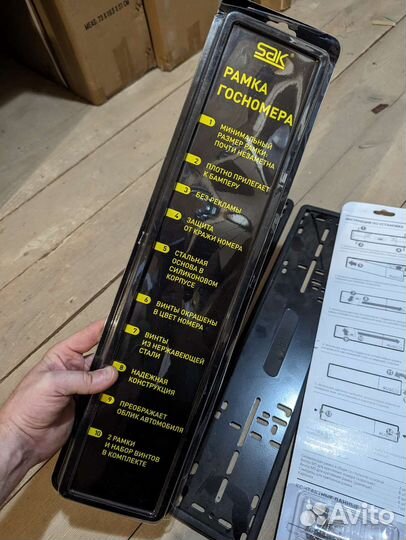 SAK
РАМКА
ГОСНОМЕРА
1 МИНИМАЛЬНЫЙ
РАЗМЕР РАМКИ:
ПОЧТИ НЕЗАМЕТНА
2 ПЛОТНО ПРИЛЕГАЕТ
К БАМПЕРУ
3 БЕЗ РЕКЛАМЫ
4 ЗАЩИТА
ОТ КРАЖИ НОМЕРА
5 СТАЛЬНАЯ
ОСНОВА В
СИЛИКОНОВОМ
КОРПУСЕ
6 ВИНТЫ ОКРАШЕНЫ
В ЦВЕТ НОМЕРА
7 ВИНТЫ
ИЗ НЕРЖАВЕЮЩЕЙ
СТАЛИ
8 НАДЕЖНАЯ
КОНСТРУКЦИЯ
9 ПРЕОБРАЖАЕТ
ОБЛИК АВТОМОБИЛЯ
10 2 РАМКИ
И НАБОР ВИНТОВ
В КОМПЛЕКТЕ
Avito